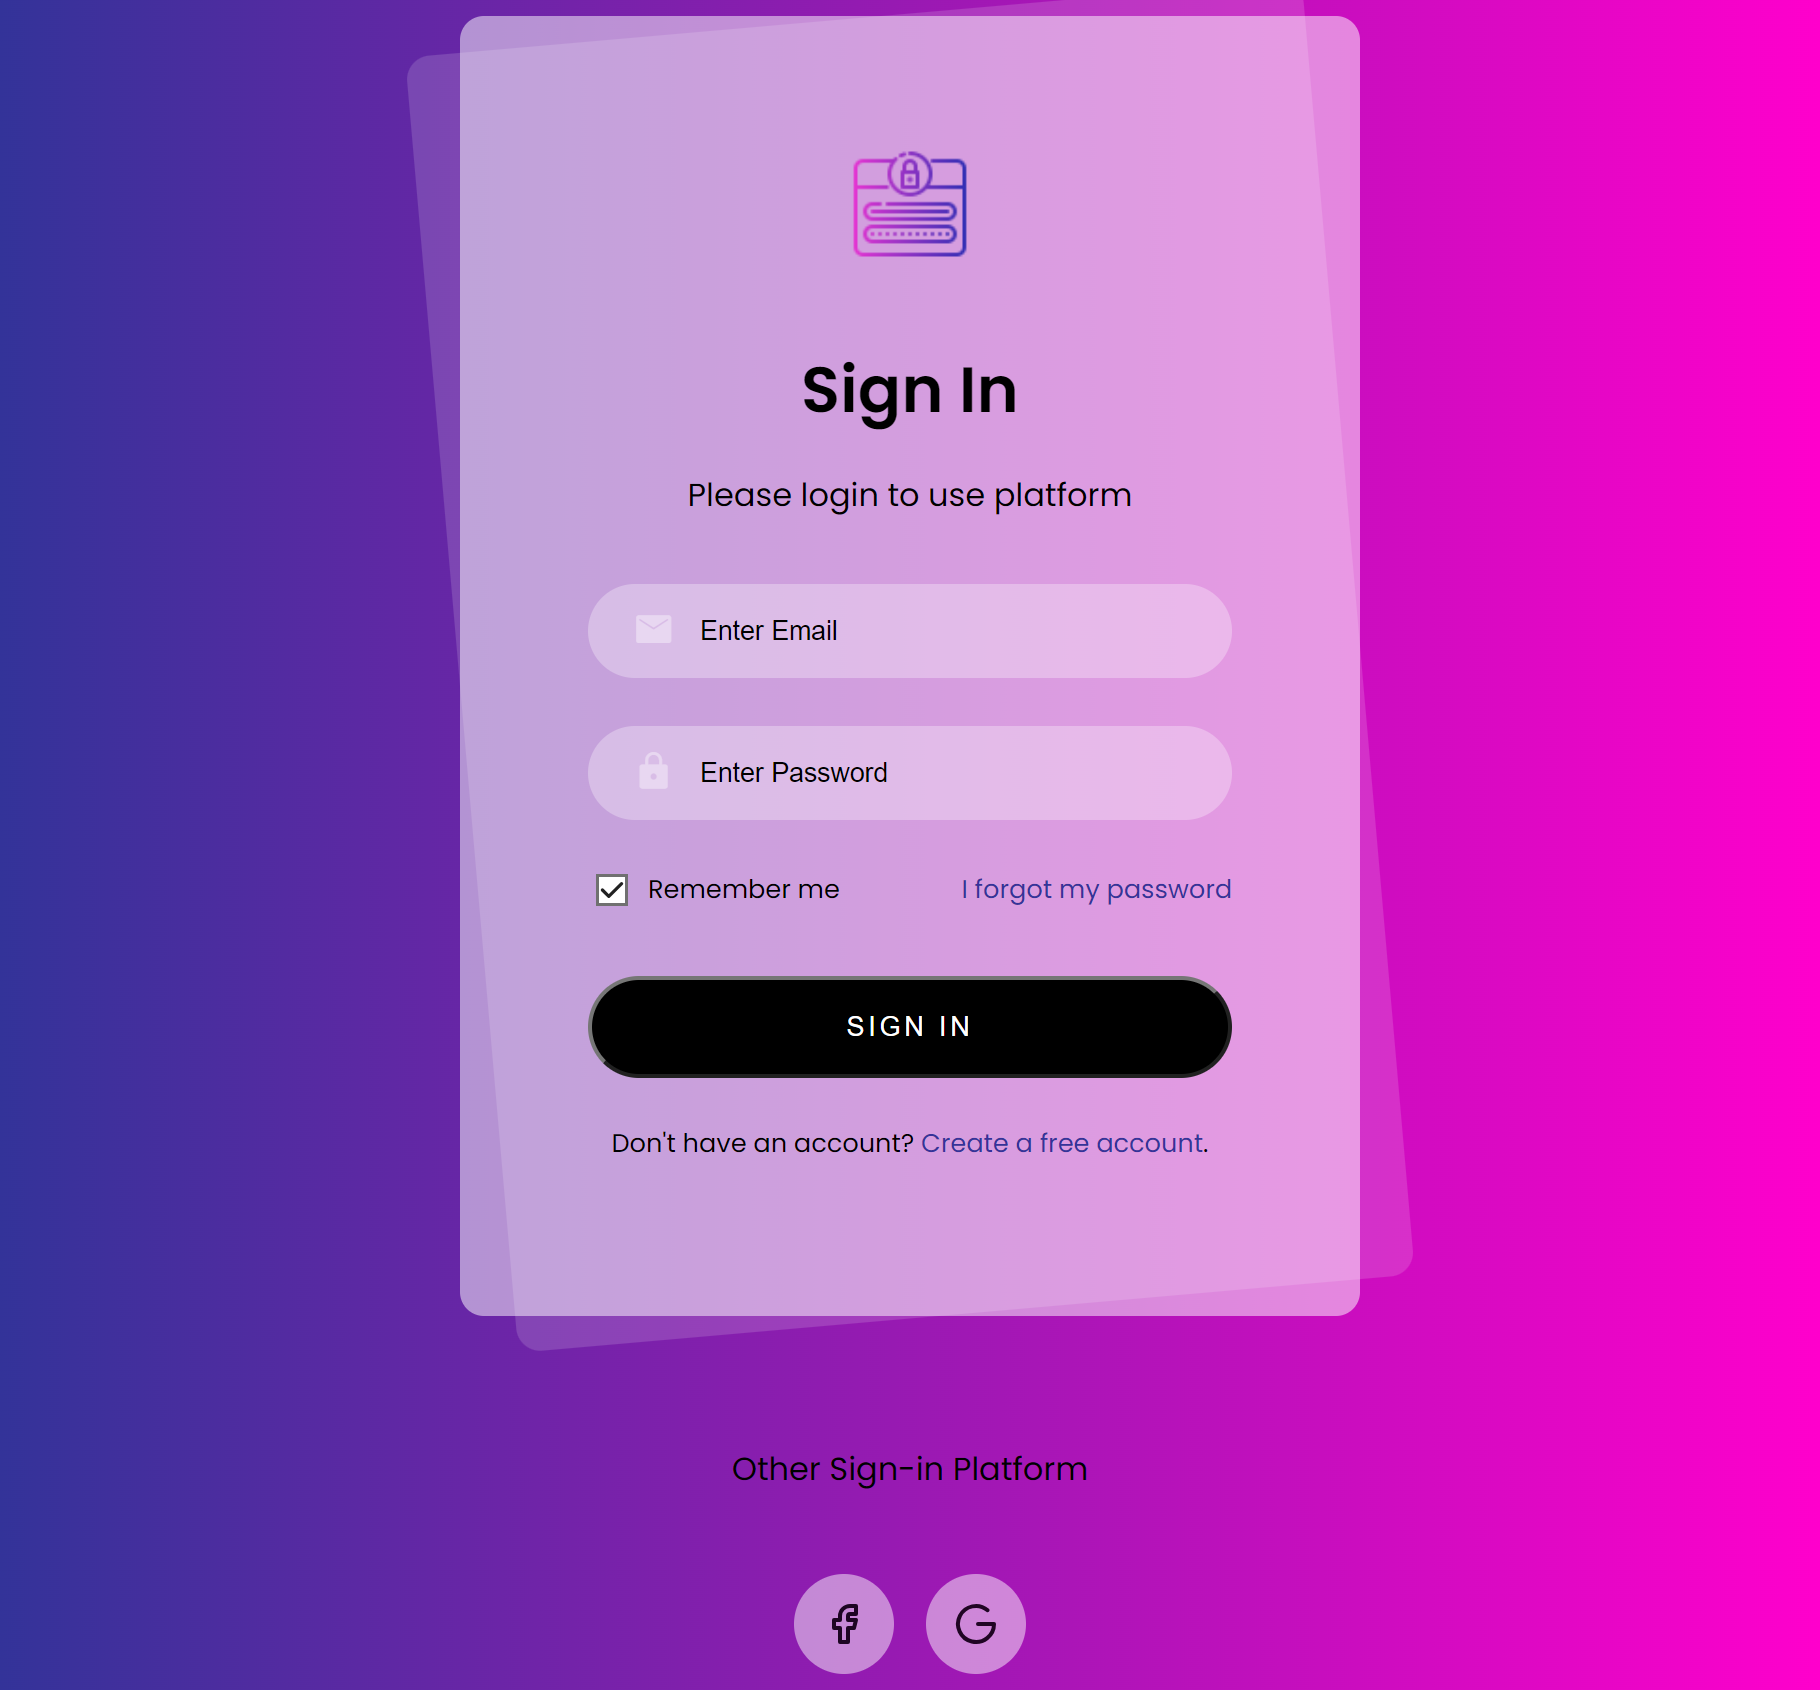 Sign In
Please login to use platform
Enter Email
Enter Password
Remember me
I forgot my password
SIGN IN
Don't have an account? Create a free account.
Other Sign-in Platform